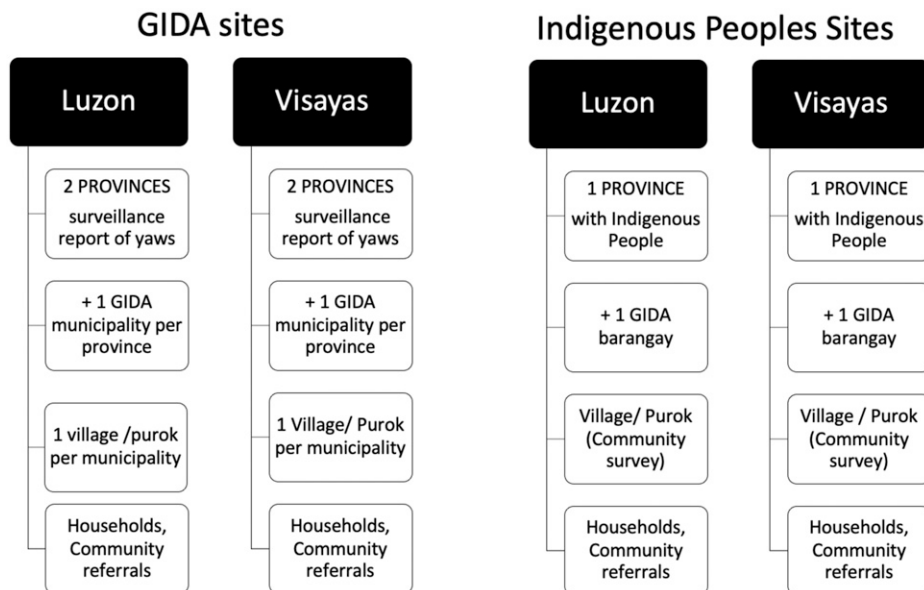 GIDA sites
Luzon
2 PROVINCES
surveillance
report of yaws
+ 1 GIDA
municipality per
province
1 village /purok
per municipality
Households,
Community
referrals
Visayas
2 PROVINCES
surveillance
report of yaws
+ 1 GIDA
municipality per
province
1 Village/ Purok
per municipality
Households,
Community
referrals
Indigenous Peoples Sites
Luzon
1 PROVINCE
with Indigenous
People
+ 1 GIDA
barangay
Village/ Purok
(Community
survey)
Households,
Community
referrals
Visayas
1 PROVINCE
with Indigenous
People
+ 1 GIDA
barangay
Village / Purok
(Community
survey)
Households,
Community
referrals